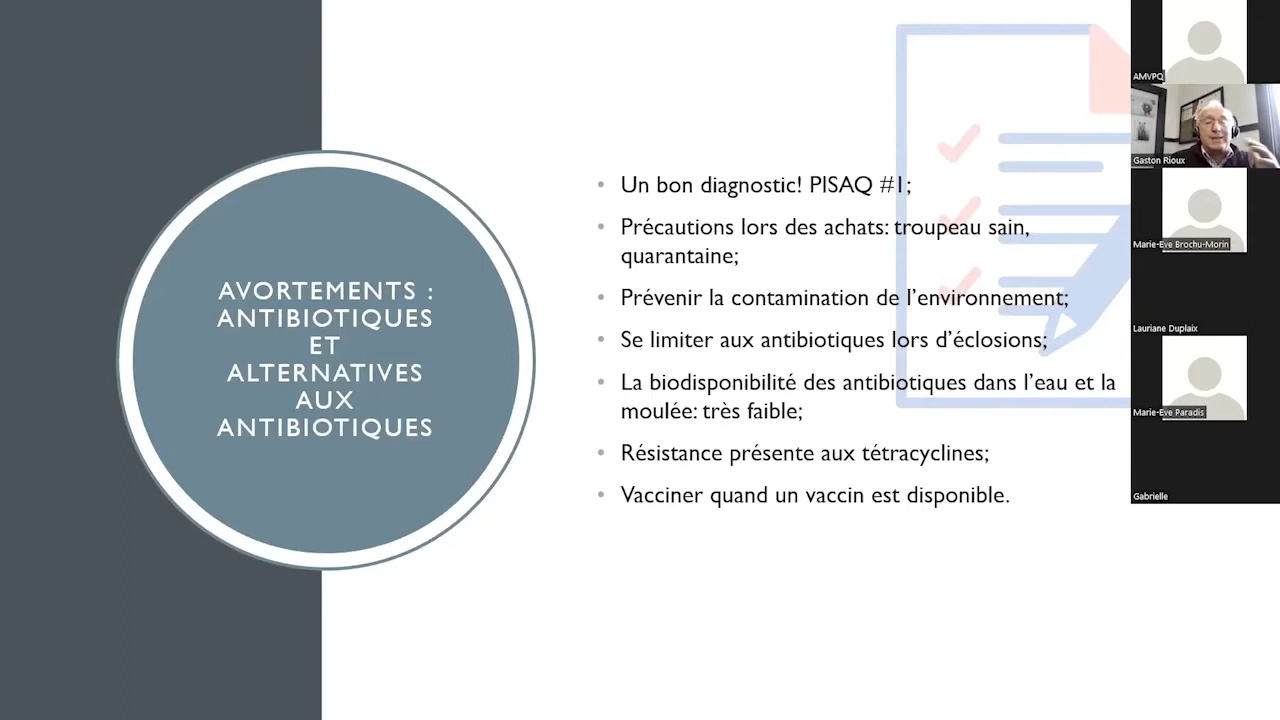 AVORTEMENTS :
ANTIBIOTIQUES
ET
ALTERNATIVES
AUX
ANTIBIOTIQUES
• Un bon diagnostic! PISAQ #1;
• Précautions lors des achats: troupeau sain,
quarantaine;
• Prévenir la contamination de l'environnement;
• Se limiter aux antibiotiques lors d'éclosions;
• La biodisponibilité des antibiotiques dans l'eau et la
moulée: très faible;
• Résistance présente aux tétracyclines;
• Vacciner quand un vaccin est disponible.
AMVPQ
Gaston Rioux
Marie-Eve Brochu-Morin
Lauriane Duplaix
Marie-Eve Paradis
Gabrielle